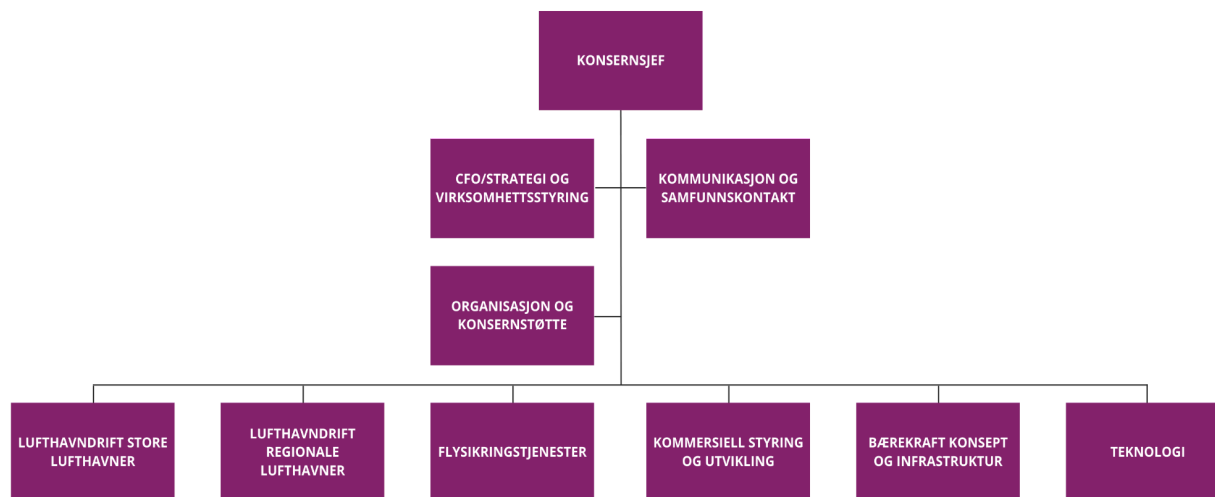 KONSERNSJEF
CFO/STRATEGI OG
VIRKSOMHETTSSTYRING
KOMMUNIKASJON OG
SAMFUNNSKONTAKT
ORGANISASJON OG
KONSERNSTØTTE
LUFTHAVNDRIFT STORE
LUFTHAVNER
LUFTHAVNDRIFT
REGIONALE
LUFTHAVNER
FLYSIKRINGSTJENESTER
KOMMERSIELL STYRING
OG UTVIKLING
BÆREKRAFT KONSEPT
OG INFRASTRUKTUR
TEKNOLOGI